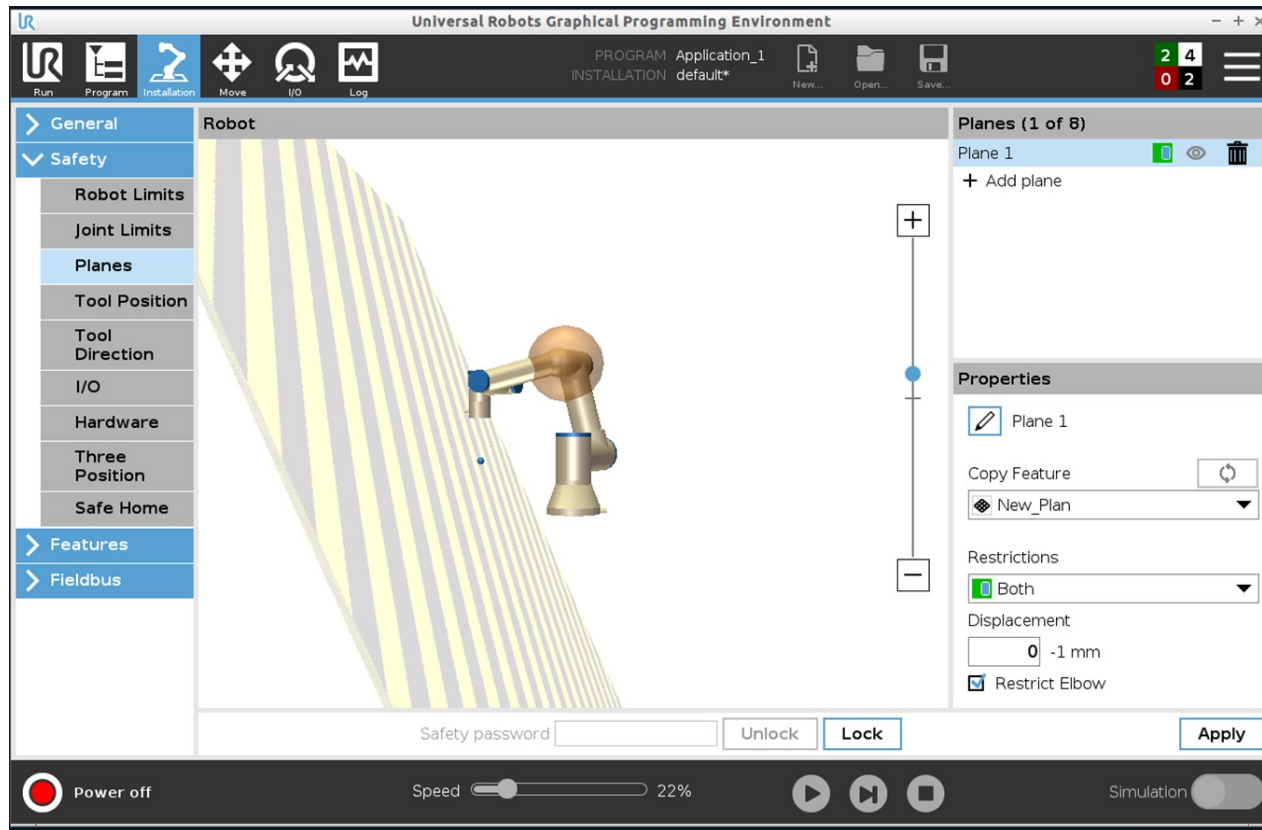 Universal Robots Graphical Programming Environment
Run
Program
Installation
Move
I/O
Log
PROGRAM Application_1
INSTALLATION default*
New...
Open...
Save...
2 4
0 2
General
Safety
Robot Limits
Joint Limits
Planes
Tool Position
Tool
Direction
I/O
Hardware
Three
Position
Safe Home
Features
Fieldbus
Robot
Planes (1 of 8)
Plane 1
+ Add plane
Properties
Plane 1
Copy Feature
New_Plan
Restrictions
Both
Displacement
0 -1 mm
Restrict Elbow
Safety password
Unlock
Lock
Apply
Power off
Speed 22%
Simulation